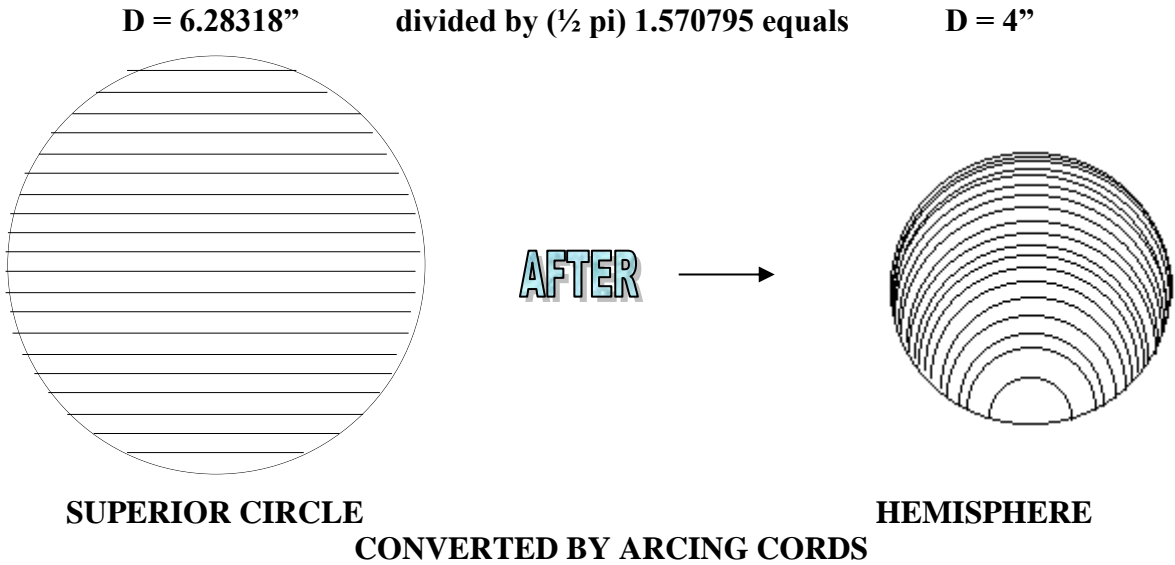 D = 6.28318” divided by (½ pi) 1.570795 equals D = 4”
AFTER
SUPERIOR CIRCLE HEMISPHERE
CONVERTED BY ARCING CORDS